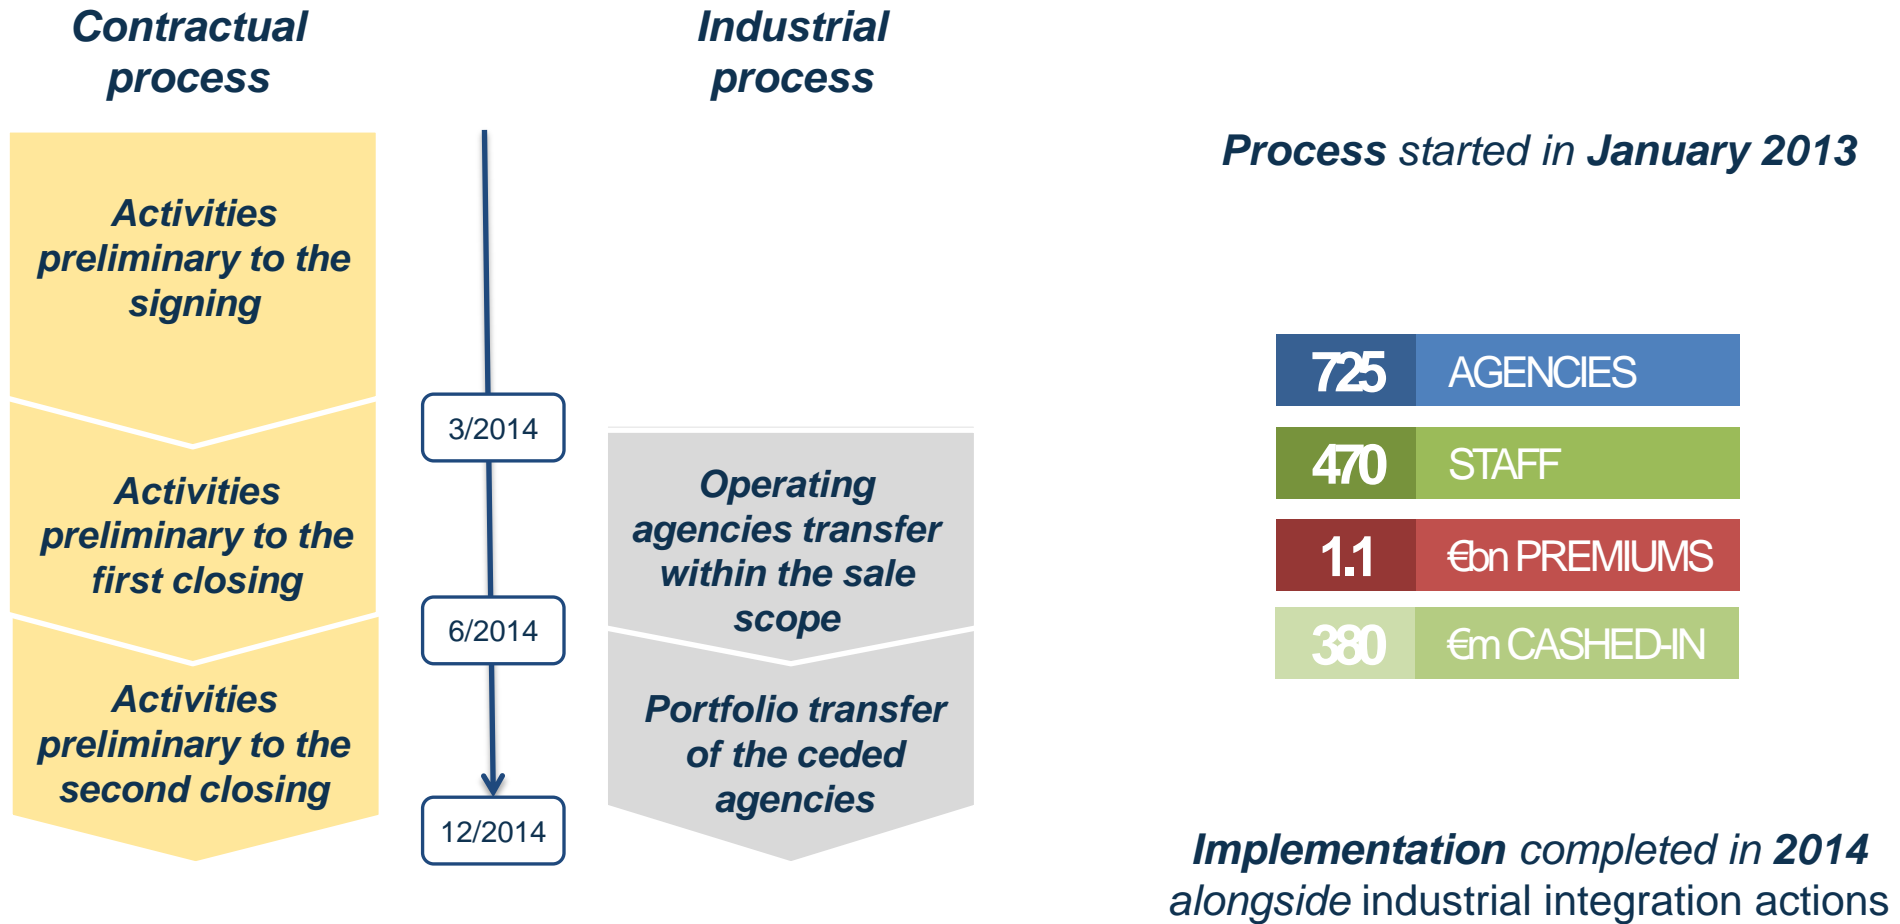 Contractual
process
Activities
preliminary to the
signing
Activities
preliminary to the
first closing
Activities
preliminary to the
second closing
3/2014
6/2014
12/2014
Industrial
process
Operating
agencies transfer
within the sale
scope
Portfolio transfer
of the ceded
agencies
Process started in January 2013
725 AGENCIES
470 STAFF
1.1 €bn PREMIUMS
380 €m CASHED-IN
Implementation completed in 2014
alongside industrial integration actions